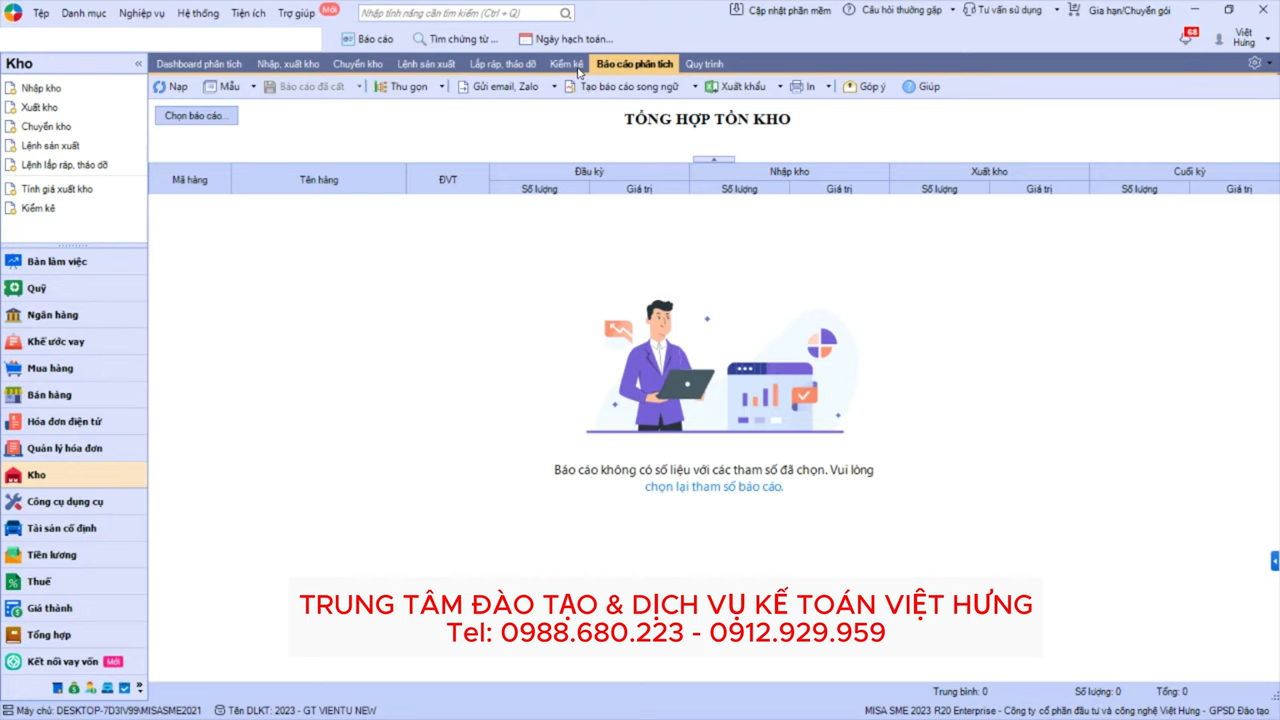 Tệp Danh mục Nghiệp vụ Hệ thống Tiện ích Trợ giúp Mới Nhập tính năng cần tìm kiếm (Ctrl + Q) Cập nhật phần mềm Câu hỏi thường gặp Tư vấn sử dụng Gia hạn/Chuyển gói
Báo cáo Tìm chứng từ ... Ngày hạch toán... 68 Việt Hưng
Kho « Dashboard phân tích Nhập, xuất kho Chuyển kho Lệnh sản xuất Lắp ráp, tháo dỡ Kiểm kê Báo cáo phân tích Quy trình
Nạp Mẫu Báo cáo đã cất Thu gọn Gửi email, Zalo Tạo báo cáo song ngữ Xuất khẩu In Góp ý Giúp
Nhập kho
Xuất kho
Chuyển kho
Lệnh sản xuất
Lệnh lắp ráp, tháo dỡ
Tính giá xuất kho
Kiểm kê
Bàn làm việc
Quỹ
Ngân hàng
Khế ước vay
Mua hàng
Bán hàng
Hóa đơn điện tử
Quản lý hóa đơn
Kho
Công cụ dụng cụ
Tài sản cố định
Tiền lương
Thuế
Giá thành
Tổng hợp
Kết nối vay vốn Mới
Chọn báo cáo...
TỔNG HỢP TỒN KHO
Mã hàng Tên hàng ĐVT Đầu kỳ Nhập kho Xuất kho Cuối kỳ
Số lượng Giá trị Số lượng Giá trị Số lượng Giá trị Số lượng Giá trị
Báo cáo không có số liệu với các tham số đã chọn. Vui lòng
chọn lại tham số báo cáo.
TRUNG TÂM ĐÀO TẠO & DỊCH VỤ KẾ TOÁN VIỆT HƯNG
Tel: 0988.680.223 - 0912.929.959
Trung bình: 0 Số lượng: 0 Tổng: 0
Máy chủ: DESKTOP-7D3IV99\MISASME2021 Tên DLKT: 2023 - GT VIENTU NEW MISA SME 2023 R20 Enterprise - Công ty cổ phần đầu tư và công nghệ Việt Hưng - GPSD Đào tạo